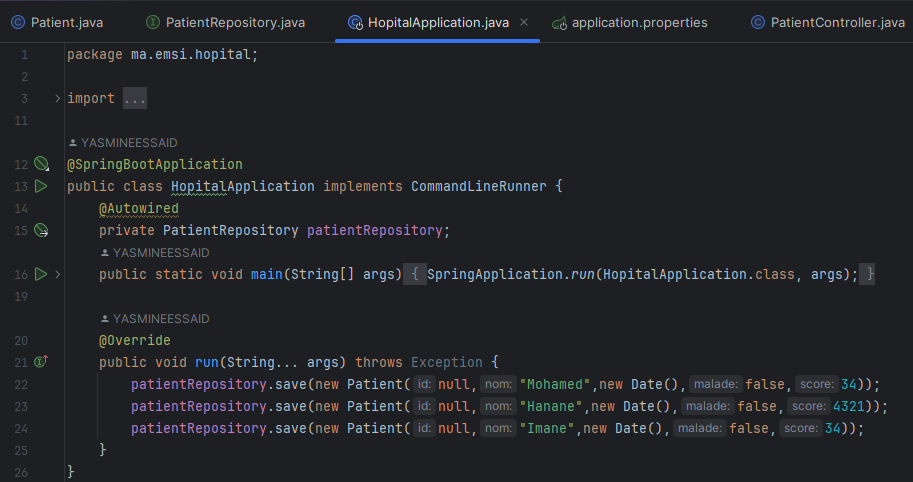 Patient.java PatientRepository.java HopitalApplication.java × application.properties PatientController.java
1 package ma.emsi.hopital;
2
3 > import ...
11
YASMINEESSAID
12 @SpringBootApplication
13 public class HopitalApplication implements CommandLineRunner {
14 @Autowired
15 private PatientRepository patientRepository;
YASMINEESSAID
16 > public static void main(String[] args) { SpringApplication.run(HopitalApplication.class, args); }
19
YASMINEESSAID
20 @Override
21 public void run(String... args) throws Exception {
22 patientRepository.save(new Patient( id: null, nom: "Mohamed",new Date(), malade: false, score: 34));
23 patientRepository.save(new Patient( id: null, nom: "Hanane",new Date(), malade: false, score: 4321));
24 patientRepository.save(new Patient( id: null, nom: "Imane",new Date(), malade: false, score: 34));
25 }
26 }